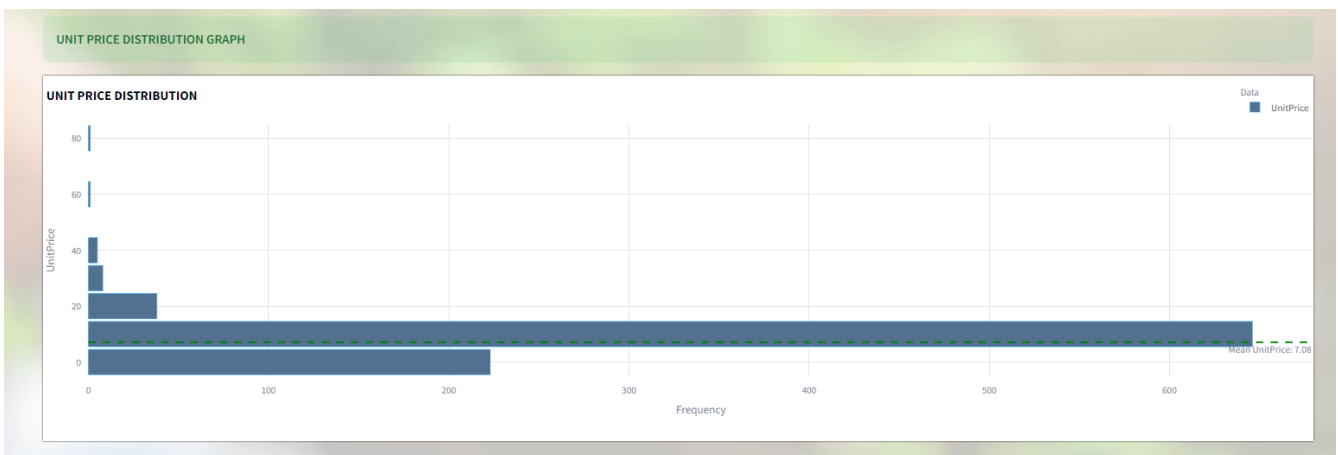 UNIT PRICE DISTRIBUTION GRAPH
UNIT PRICE DISTRIBUTION
Data
UnitPrice
80
60
40
20
0
UnitPrice
Mean UnitPrice: 7.08
0 100 200 300 400 500 600
Frequency